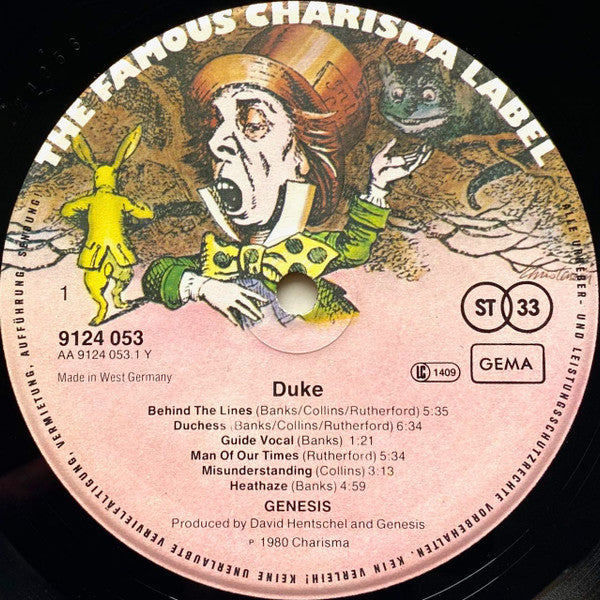 THE FAMOUS CHARISMA LABEL
1
9124 053
AA 9124 053.1 Y
Made in West Germany
ST 33
LC 1409
GEMA
Duke
Behind The Lines (Banks/Collins/Rutherford) 5:35
Duchess (Banks/Collins/Rutherford) 6:34
Guide Vocal (Banks) 1:21
Man Of Our Times (Rutherford) 5:34
Misunderstanding (Collins) 3:13
Heathaze (Banks) 4:59
GENESIS
Produced by David Hentschel and Genesis
℗ 1980 Charisma
ALLE URHEBER- UND LEISTUNGSSCHUTZRECHTE VORBEHALTEN. KEIN VERLEIH! KEINE UNERLAUBTE VERVIELFÄLTIGUNG, VERMIETUNG, AUFFÜHRUNG, SENDUNG